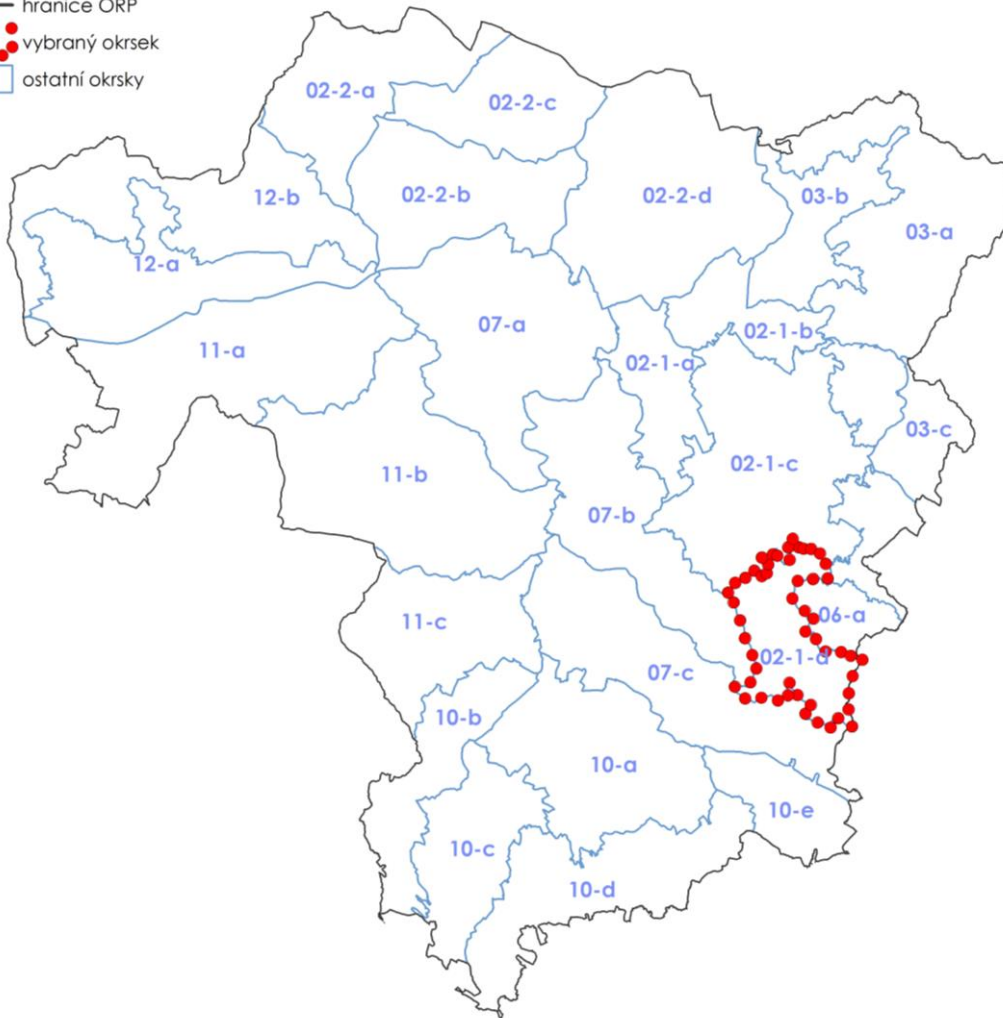 hranice ORP
vybraný okrsek
ostatní okrsky
02-2-a
02-2-c
12-b
02-2-b
02-2-d
03-b
03-a
12-a
07-a
02-1-b
11-a
02-1-a
03-c
11-b
02-1-c
07-b
06-a
11-c
02-1-d
07-c
10-b
10-a
10-e
10-c
10-d